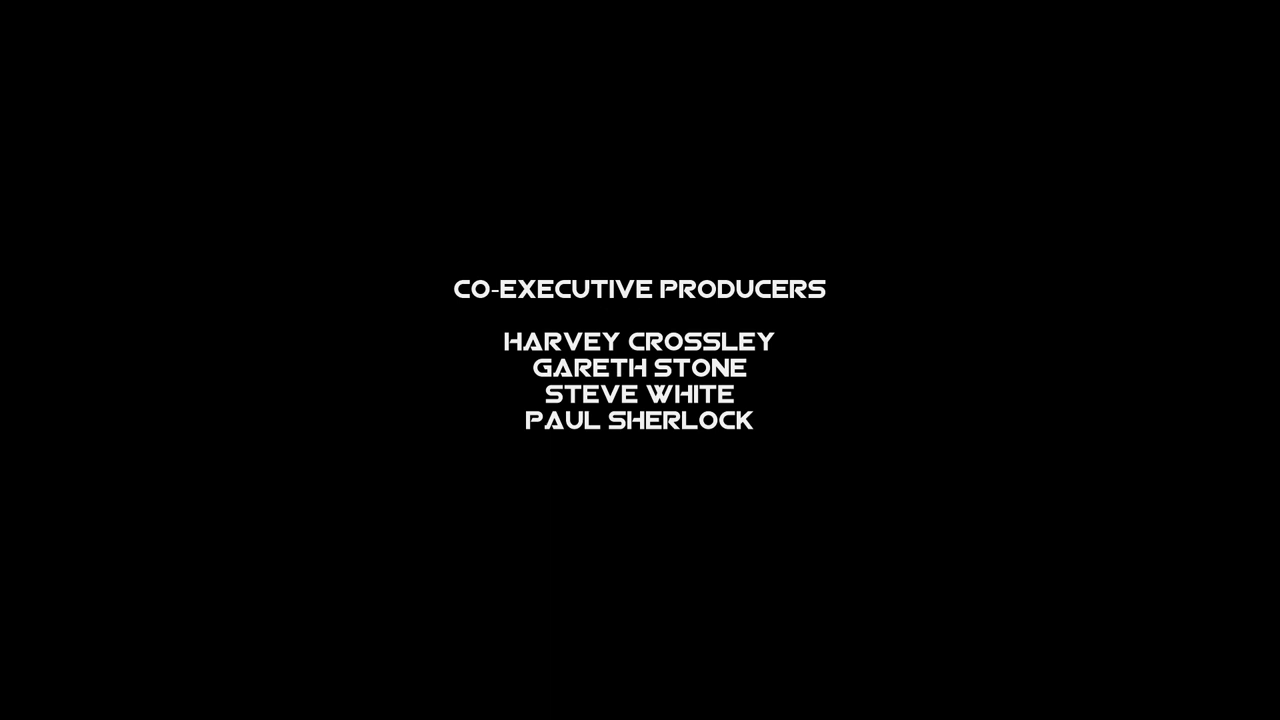 CO-EXECUTIVE PRODUCERS
HARVEY CROSSLEY
GARETH STONE
STEVE WHITE
PAUL SHERLOCK